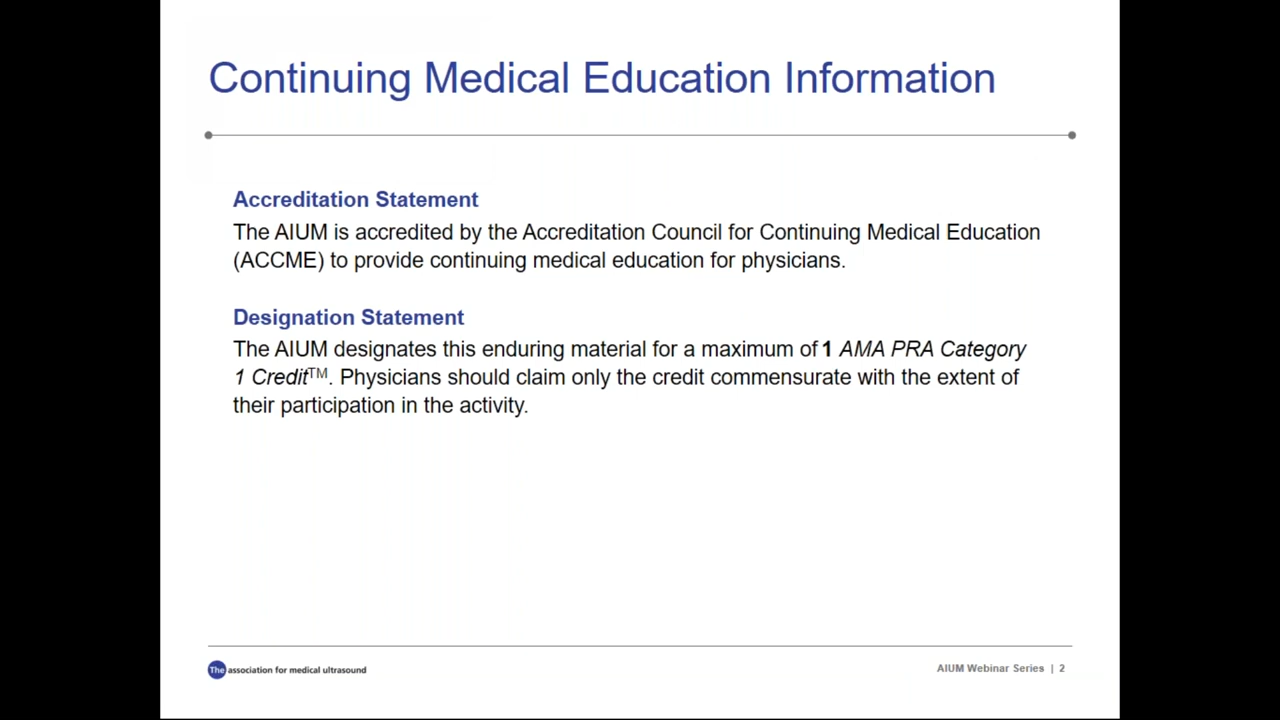 Continuing Medical Education Information
Accreditation Statement
The AIUM is accredited by the Accreditation Council for Continuing Medical Education
(ACCME) to provide continuing medical education for physicians.
Designation Statement
The AIUM designates this enduring material for a maximum of 1 AMA PRA Category
1 Credit™. Physicians should claim only the credit commensurate with the extent of
their participation in the activity.
The association for medical ultrasound
AIUM Webinar Series | 2